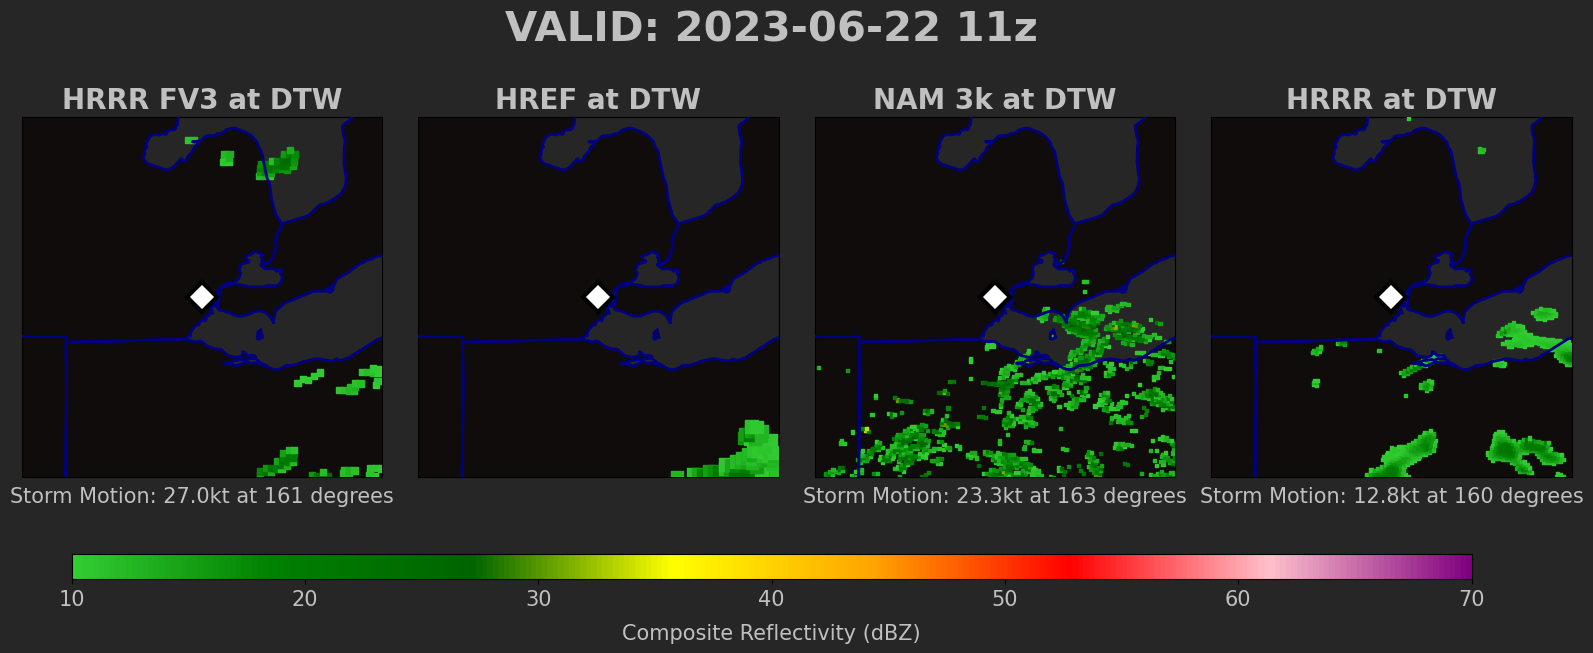 VALID: 2023-06-22 11z
HRRR FV3 at DTW
HREF at DTW
NAM 3k at DTW
HRRR at DTW
Storm Motion: 27.0kt at 161 degrees
Storm Motion: 23.3kt at 163 degrees
Storm Motion: 12.8kt at 160 degrees
10 20 30 40 50 60 70
Composite Reflectivity (dBZ)